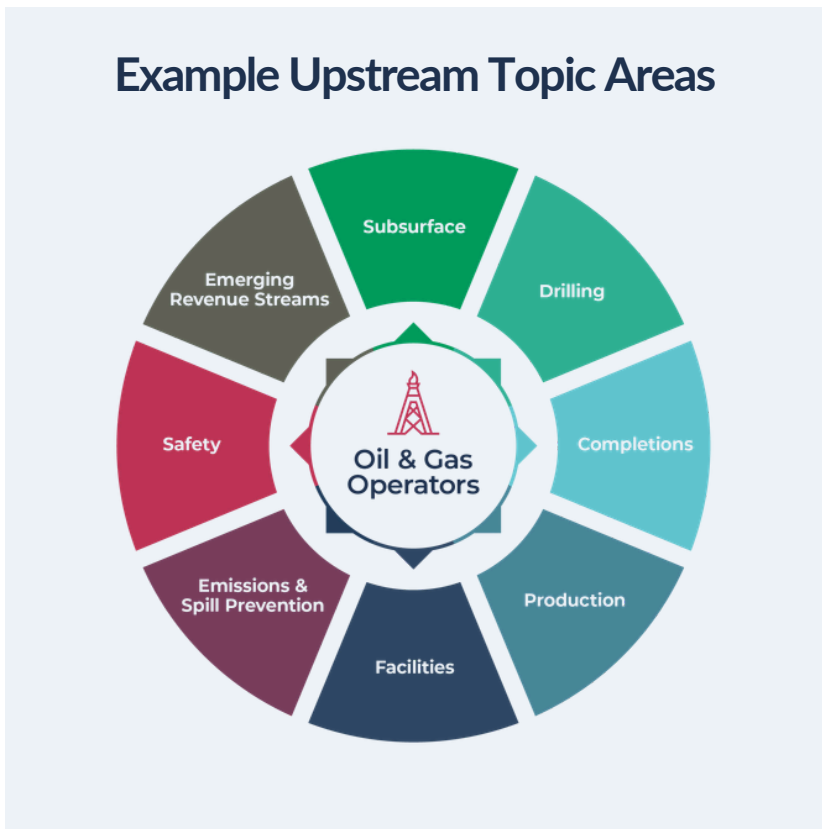 Example Upstream Topic Areas
Subsurface
Drilling
Completions
Production
Facilities
Emissions &
Spill Prevention
Safety
Emerging
Revenue Streams
Oil & Gas
Operators